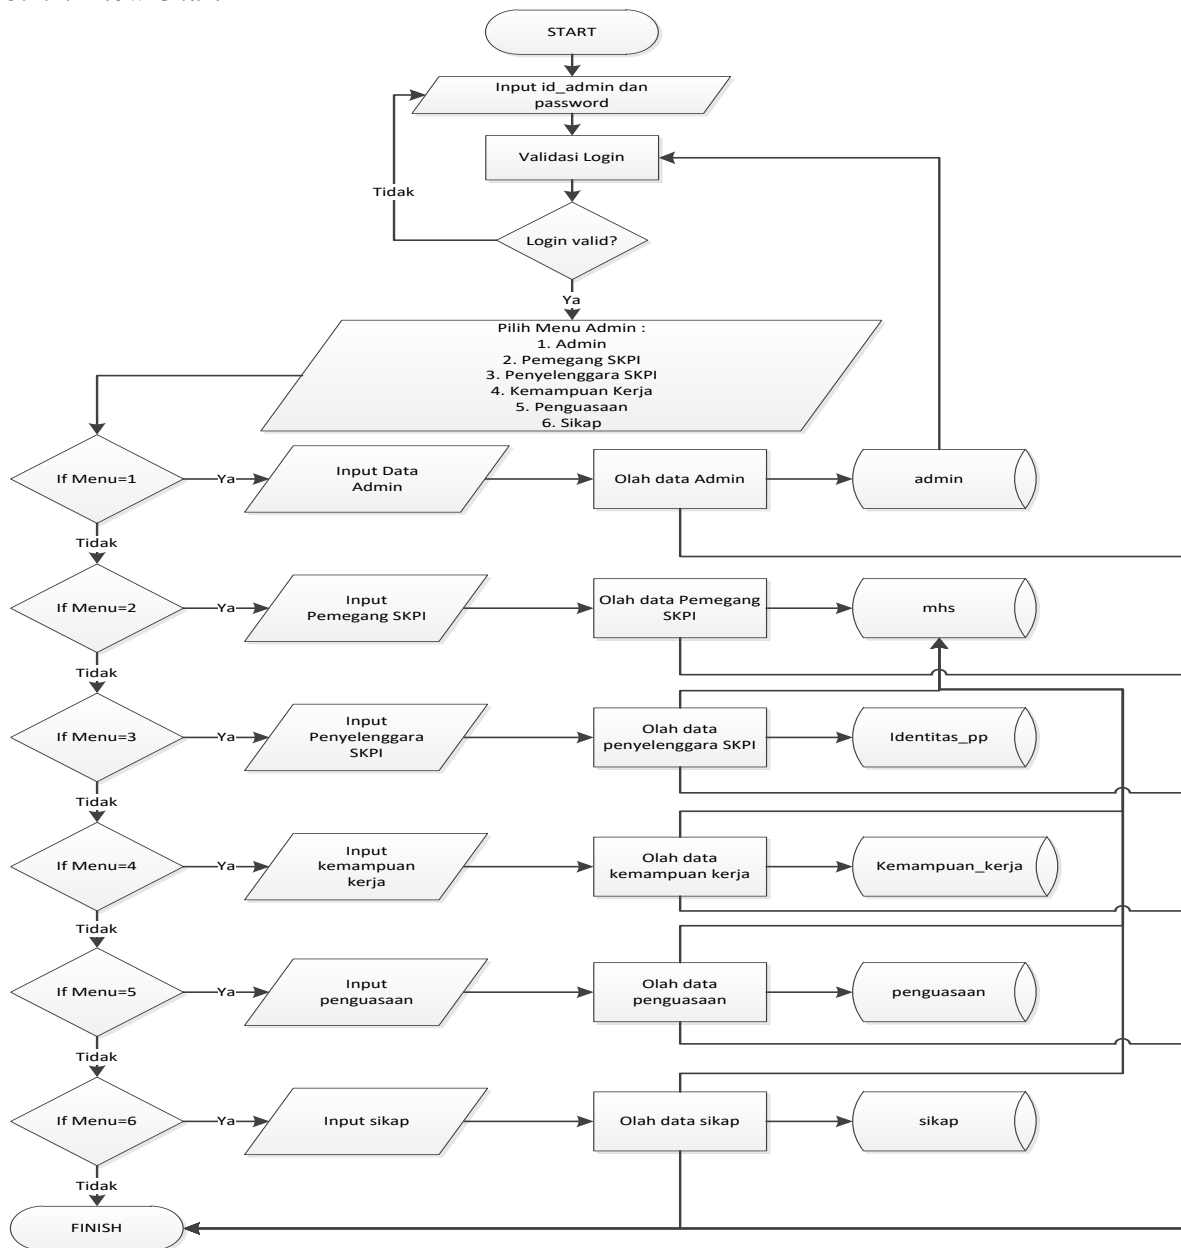 START
Input id_admin dan
password
Validasi Login
Tidak
Login valid?
Ya
Pilih Menu Admin :
1. Admin
2. Pemegang SKPI
3. Penyelenggara SKPI
4. Kemampuan Kerja
5. Penguasaan
6. Sikap
If Menu=1
Ya
Input Data
Admin
Olah data Admin
admin
Tidak
If Menu=2
Ya
Input
Pemegang SKPI
Olah data Pemegang
SKPI
mhs
Tidak
If Menu=3
Ya
Input
Penyelenggara
SKPI
Olah data
penyelenggara SKPI
Identitas_pp
Tidak
If Menu=4
Ya
Input
kemampuan
kerja
Olah data
kemampuan kerja
Kemampuan_kerja
Tidak
If Menu=5
Ya
Input
penguasaan
Olah data
penguasaan
penguasaan
Tidak
If Menu=6
Ya
Input sikap
Olah data sikap
sikap
Tidak
FINISH